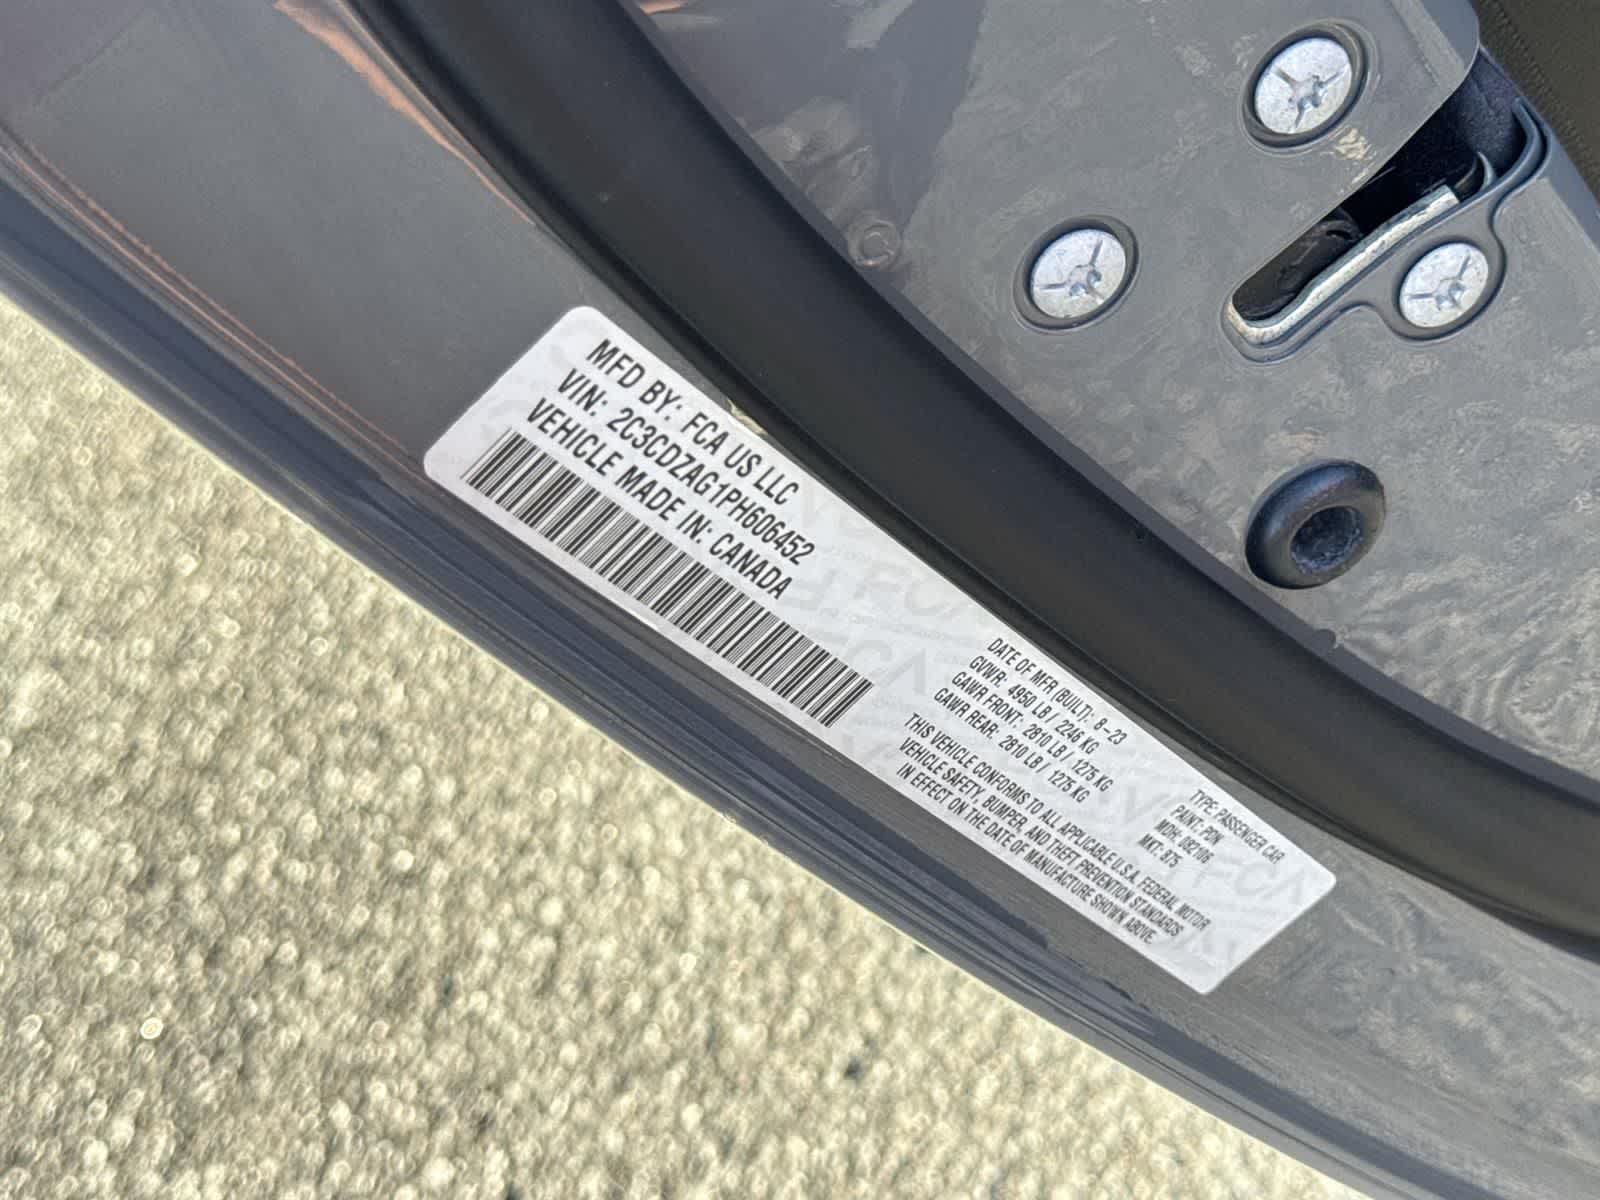 MFD BY: FCA US LLC
VIN: 2C3CDZAG1PH606452
VEHICLE MADE IN: CANADA
DATE OF MFR (BUILT): 8-23
GVWR: 4950 LB / 2246 KG
GAWR FRONT: 2810 LB / 1275 KG
GAWR REAR: 2810 LB / 1275 KG
THIS VEHICLE CONFORMS TO ALL APPLICABLE U.S.A. FEDERAL MOTOR
VEHICLE SAFETY, BUMPER, AND THEFT PREVENTION STANDARDS
IN EFFECT ON THE DATE OF MANUFACTURE SHOWN ABOVE.
TYPE: PASSENGER CAR
PAINT: PDN
MDH: 082106
MKT: 875